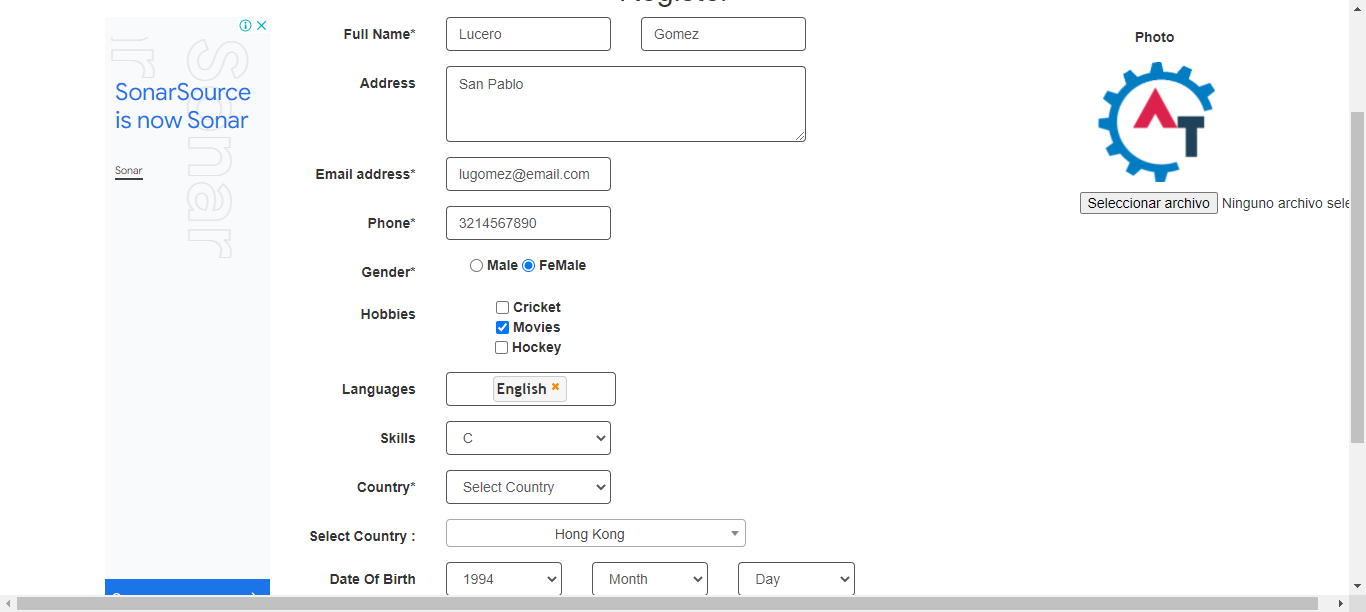 Register
SonarSource
is now Sonar
Sonar
Full Name*
Lucero
Gomez
Address
San Pablo
Email address*
lugomez@email.com
Phone*
3214567890
Gender*
Male
FeMale
Hobbies
Cricket
Movies
Hockey
Languages
English
Skills
C
Country*
Select Country
Select Country :
Hong Kong
Date Of Birth
1994
Month
Day
Photo
AT
Seleccionar archivo
Ninguno archivo sele